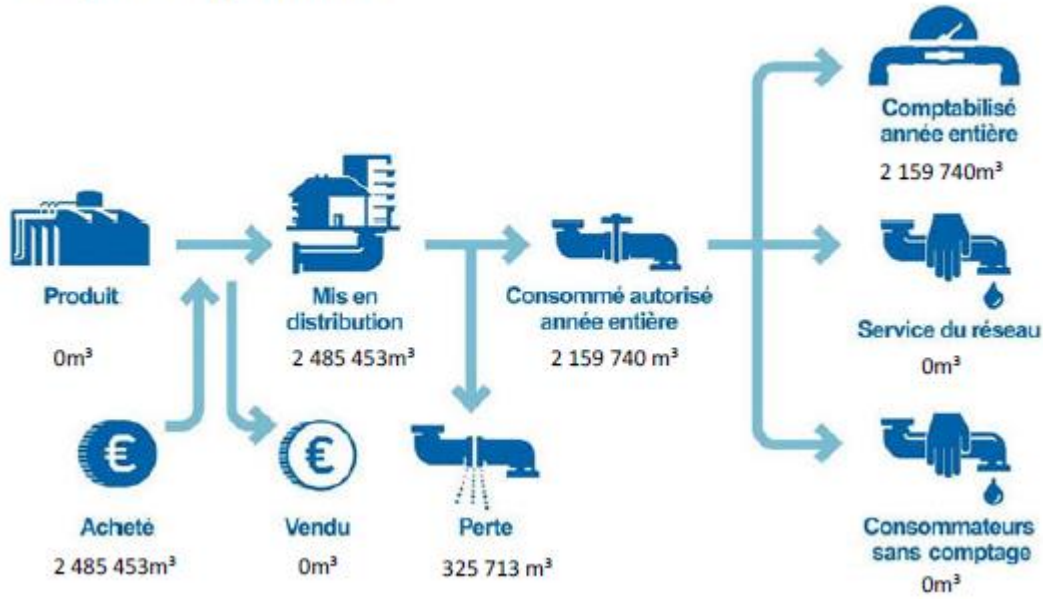 Comptabilisé
année entière
2 159 740m³
Produit
0m³
Mis en
distribution
2 485 453m³
Consommé autorisé
année entière
2 159 740 m³
Service du réseau
0m³
€
Acheté
2 485 453m³
€
Vendu
0m³
Perte
325 713 m³
Consommateurs
sans comptage
0m³